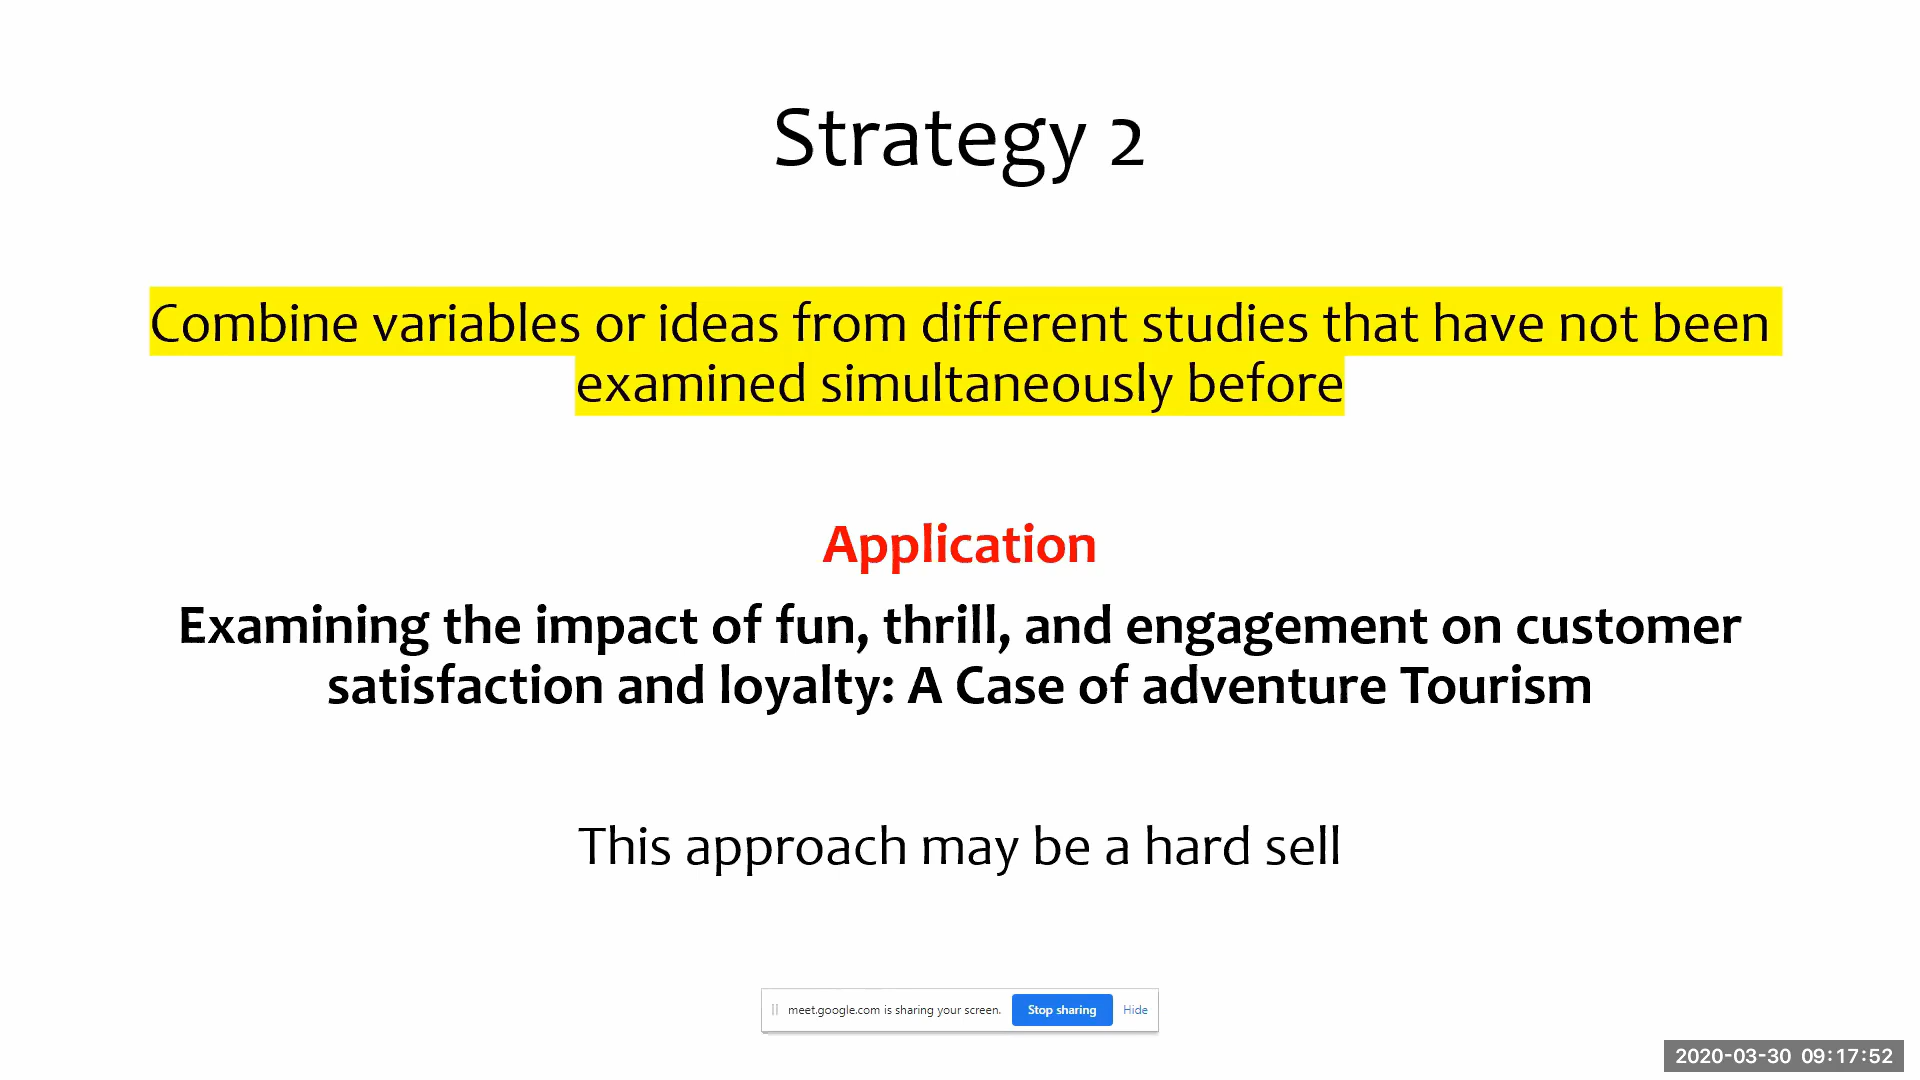 Strategy 2
Combine variables or ideas from different studies that have not been
examined simultaneously before
Application
Examining the impact of fun, thrill, and engagement on customer
satisfaction and loyalty: A Case of adventure Tourism
This approach may be a hard sell
meet.google.com is sharing your screen. Stop sharing Hide
2020-03-30 09:17:52